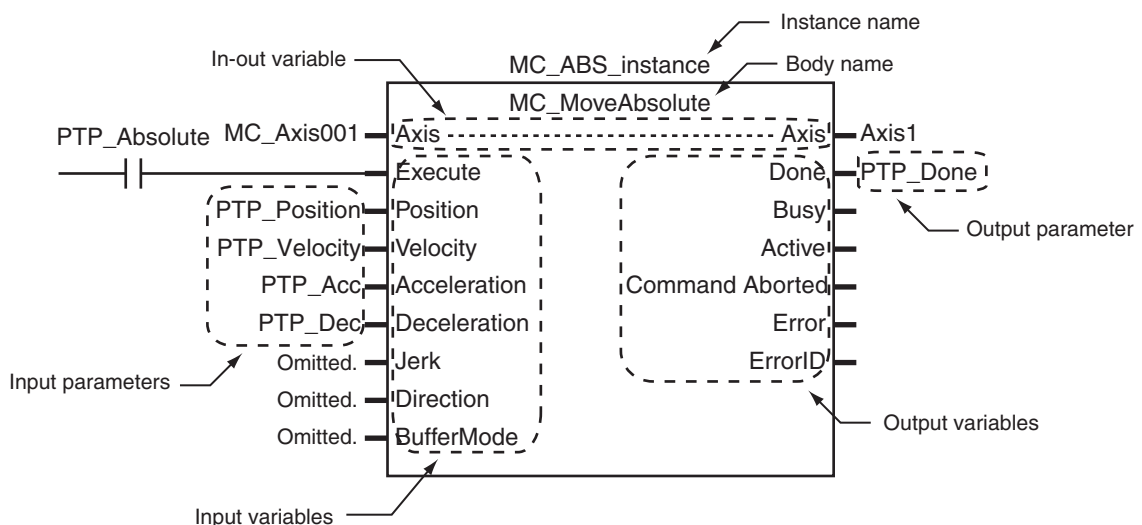 Instance name
In-out variable
MC_ABS_instance
Body name
MC_MoveAbsolute
PTP_Absolute
MC_Axis001 Axis Axis Axis1
Execute Done PTP_Done
PTP_Position Position Busy
Output parameter
PTP_Velocity Velocity Active
PTP_Acc Acceleration Command Aborted
PTP_Dec Deceleration Error
Omitted. Jerk ErrorID
Input parameters
Omitted. Direction
Output variables
Omitted. BufferMode
Input variables